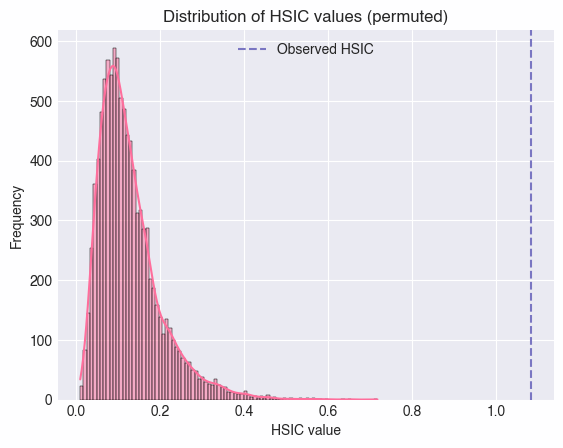 Distribution of HSIC values (permuted)
Observed HSIC
600
500
400
300
200
100
0
Frequency
0.0 0.2 0.4 0.6 0.8 1.0
HSIC value